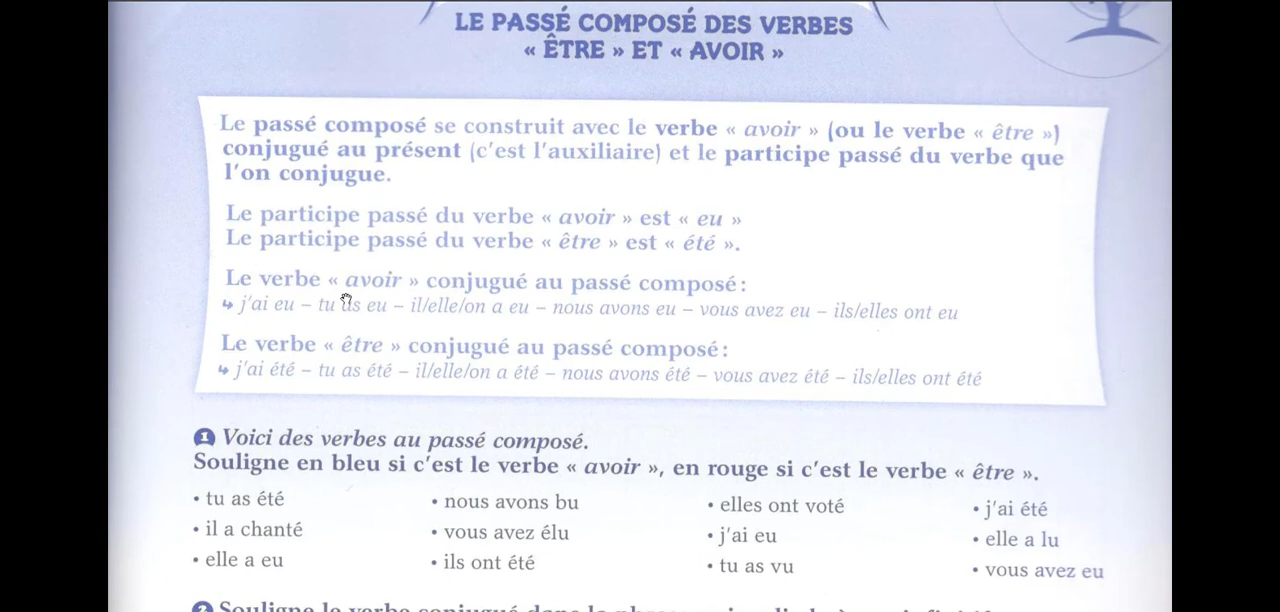 LE PASSÉ COMPOSÉ DES VERBES
« ÊTRE » ET « AVOIR »
Le passé composé se construit avec le verbe « avoir » (ou le verbe « être »)
conjugué au présent (c'est l'auxiliaire) et le participe passé du verbe que
l'on conjugue.
Le participe passé du verbe « avoir » est « eu »
Le participe passé du verbe « être » est « été ».
Le verbe « avoir » conjugué au passé composé :
↳ j'ai eu – tu as eu – il/elle/on a eu – nous avons eu – vous avez eu – ils/elles ont eu
Le verbe « être » conjugué au passé composé :
↳ j'ai été – tu as été – il/elle/on a été – nous avons été – vous avez été – ils/elles ont été
1 Voici des verbes au passé composé.
Souligne en bleu si c'est le verbe « avoir », en rouge si c'est le verbe « être ».
• tu as été • nous avons bu • elles ont voté • j'ai été
• il a chanté • vous avez élu • j'ai eu • elle a lu
• elle a eu • ils ont été • tu as vu • vous avez eu
2 Souligne le verbe conjugué dans